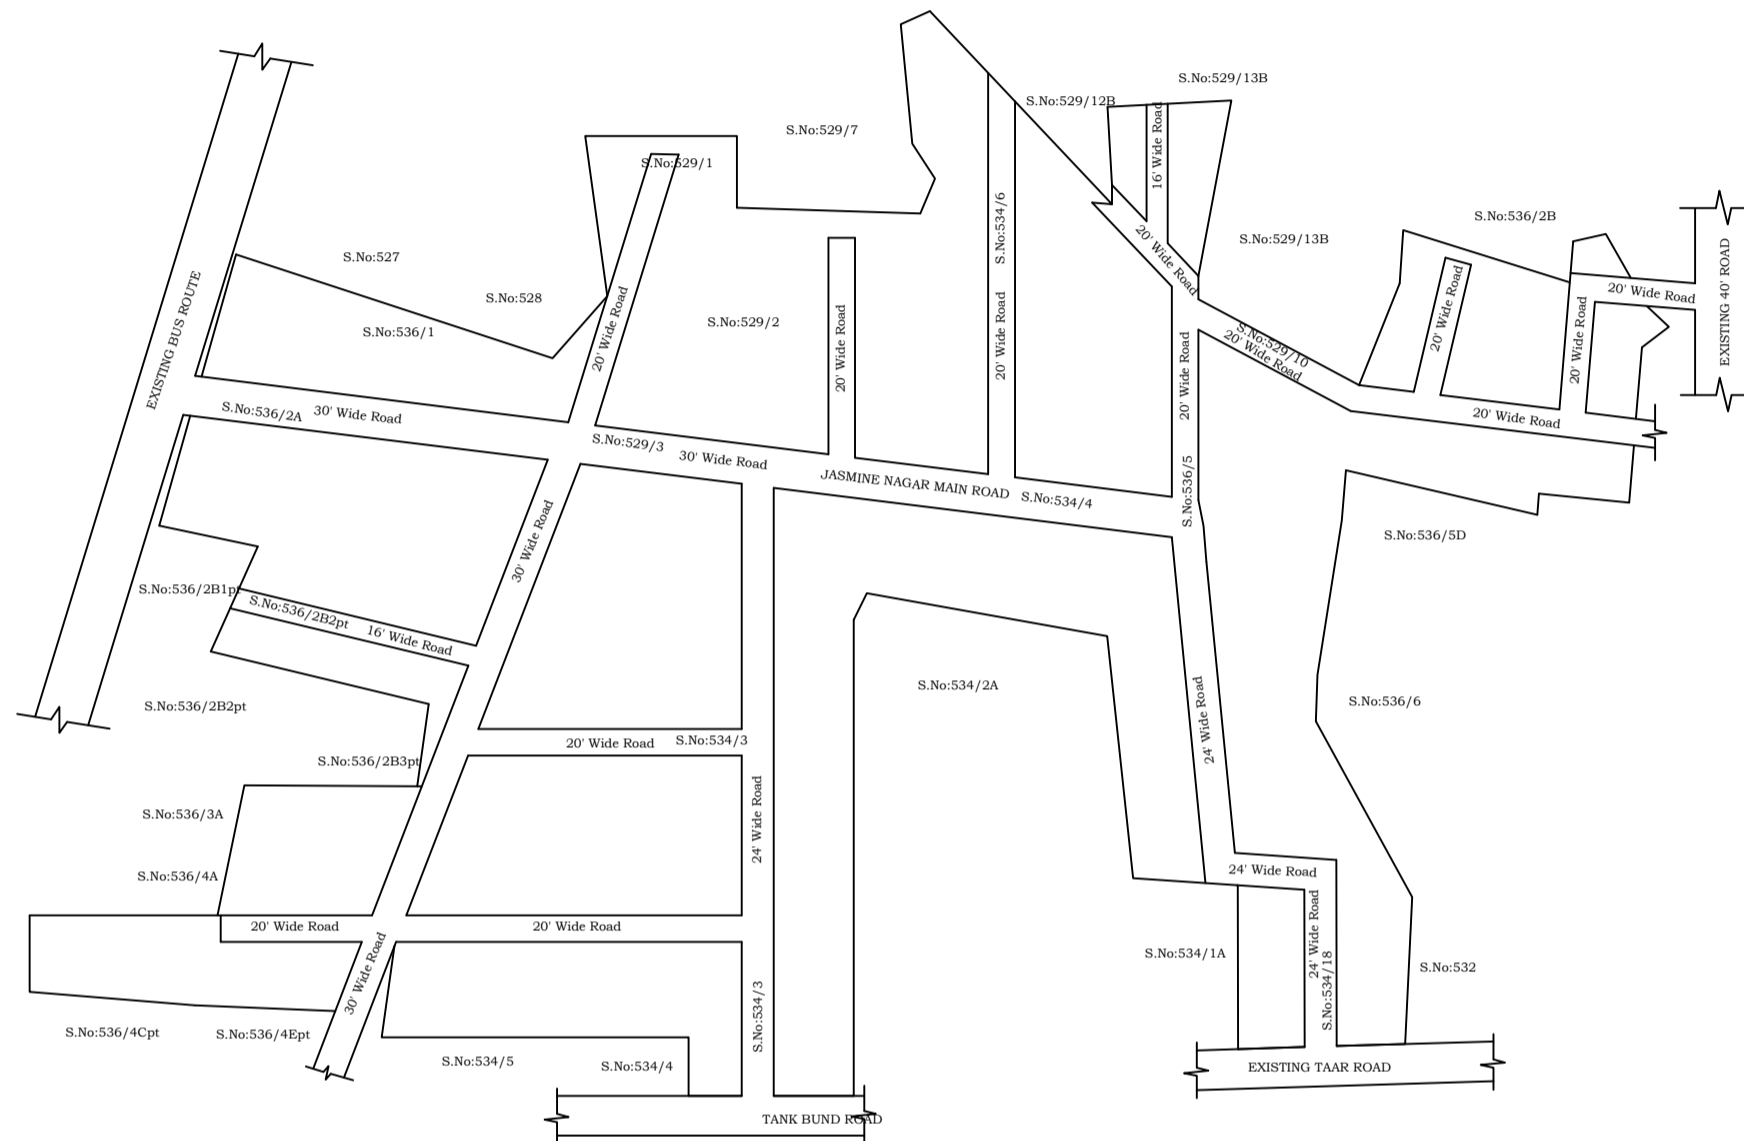 S.No:529/13B
S.No:529/12B
S.No:529/7
S.No:529/1
16' Wide Road
S.No:536/2B
S.No:534/6
S.No:529/13B
20' Wide Road
S.No:527
S.No:528
S.No:536/1
EXISTING BUS ROUTE
20' Wide Road
S.No:529/2
20' Wide Road
20' Wide Road
20' Wide Road
S.No:529/10
20' Wide Road
20' Wide Road
20' Wide Road
20' Wide Road
EXISTING 40' ROAD
S.No:536/2A
30' Wide Road
S.No:529/3
30' Wide Road
JASMINE NAGAR MAIN ROAD
S.No:534/4
S.No:536/5
20' Wide Road
S.No:536/5D
30' Wide Road
S.No:536/2B1pt
S.No:536/2B2pt
16' Wide Road
S.No:536/2B2pt
S.No:534/2A
24' Wide Road
S.No:536/6
S.No:536/2B3pt
20' Wide Road
S.No:534/3
S.No:536/3A
24' Wide Road
S.No:536/4A
24' Wide Road
20' Wide Road
20' Wide Road
30' Wide Road
S.No:534/1A
24' Wide Road
S.No:534/18
S.No:532
S.No:534/3
S.No:536/4Cpt
S.No:536/4Ept
S.No:534/5
S.No:534/4
EXISTING TAAR ROAD
TANK BUND ROAD